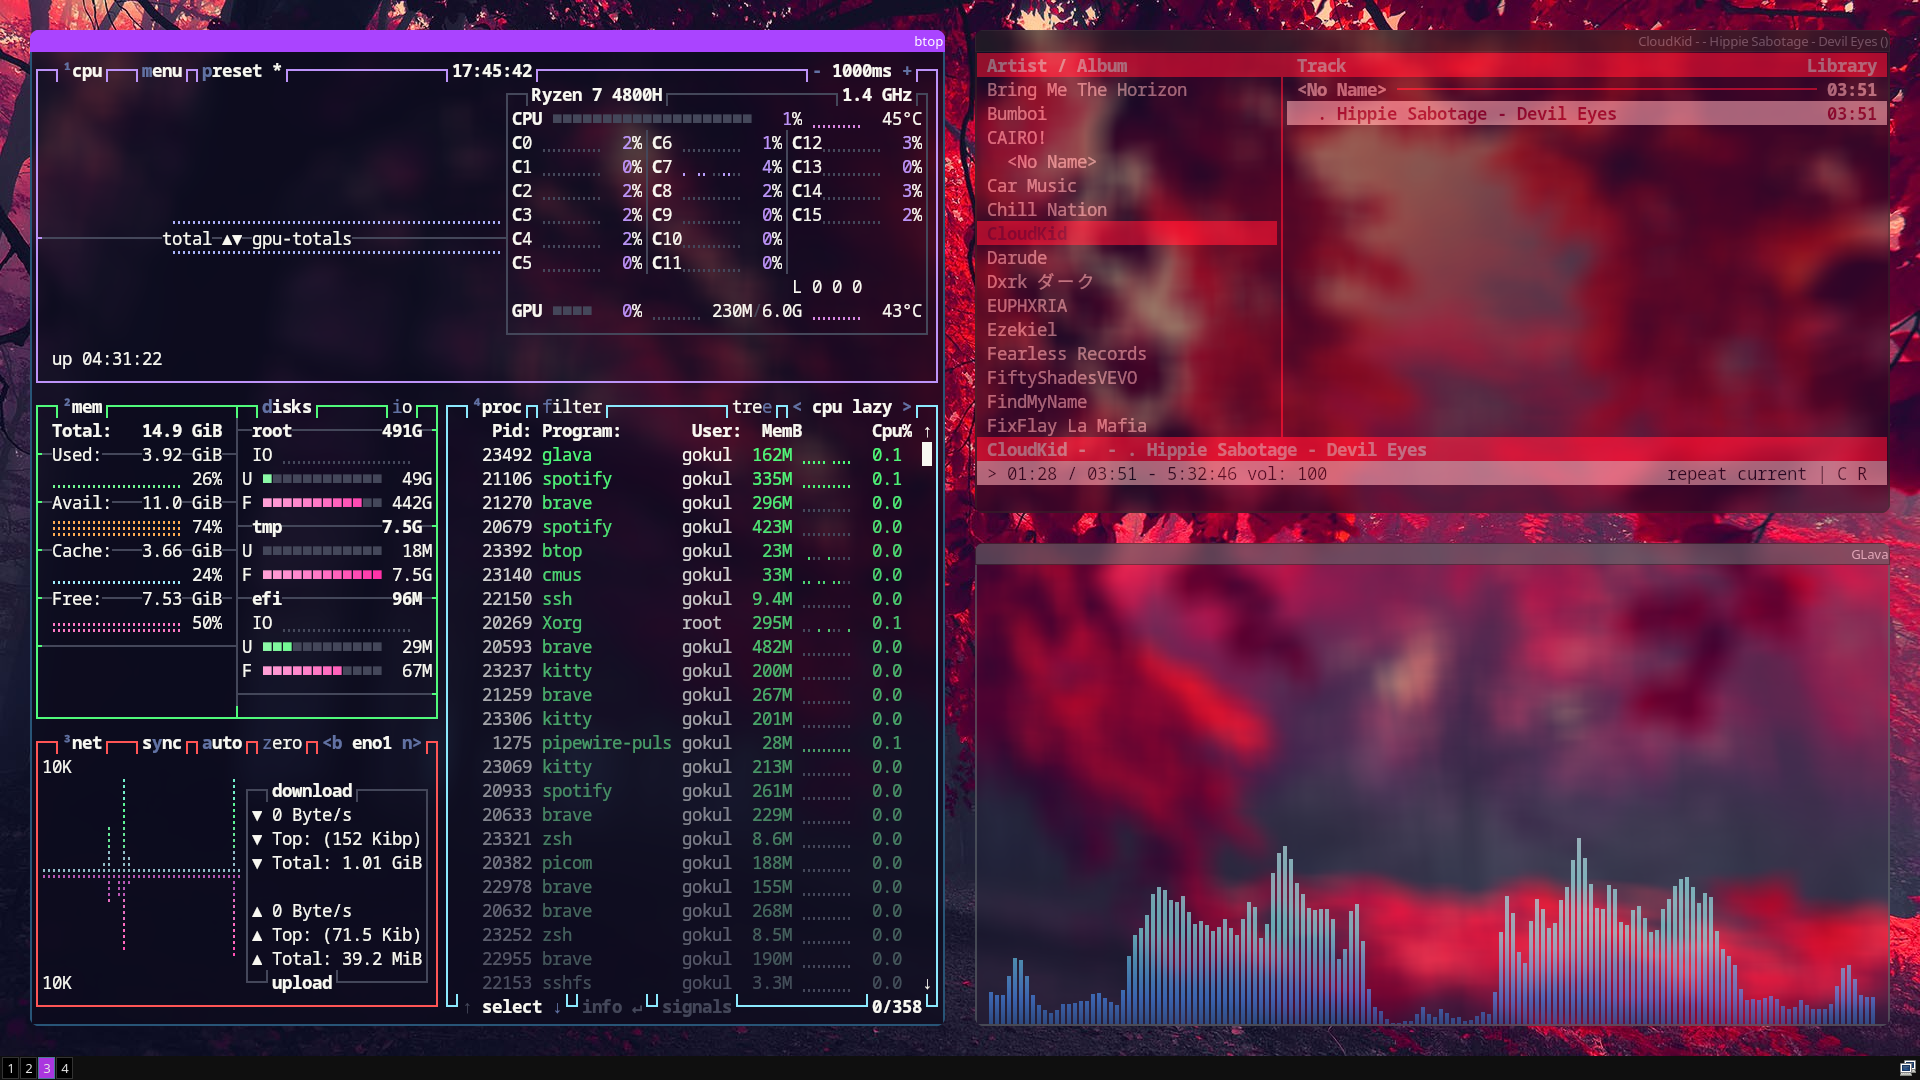 btop
¹cpu menu preset * 17:45:42 - 1000ms +
Ryzen 7 4800H 1.4 GHz
CPU 1% 45°C
C0 2% C6 1% C12 3%
C1 0% C7 4% C13 0%
C2 2% C8 2% C14 3%
C3 2% C9 0% C15 2%
total ▲▼ gpu-totals
C4 2% C10 0%
C5 0% C11 0%
L 0 0 0
GPU 0% 230M/6.0G 43°C
up 04:31:22
²mem disks io
Total: 14.9 GiB root 491G
Used: 3.92 GiB IO
26% U 49G
Avail: 11.0 GiB F 442G
74% tmp 7.5G
Cache: 3.66 GiB U 18M
24% F 7.5G
Free: 7.53 GiB efi 96M
50% IO
U 29M
F 67M
³net sync auto zero <b eno1 n>
10K
download
▼ 0 Byte/s
▼ Top: (152 Kibp)
▼ Total: 1.01 GiB
▲ 0 Byte/s
▲ Top: (71.5 Kib)
▲ Total: 39.2 MiB
10K
upload
⁴proc filter tree < cpu lazy >
Pid: Program: User: MemB Cpu% ↑
23492 glava gokul 162M 0.1
21106 spotify gokul 335M 0.1
21270 brave gokul 296M 0.0
20679 spotify gokul 423M 0.0
23392 btop gokul 23M 0.0
23140 cmus gokul 33M 0.0
22150 ssh gokul 9.4M 0.0
20269 Xorg root 295M 0.1
20593 brave gokul 482M 0.0
23237 kitty gokul 200M 0.0
21259 brave gokul 267M 0.0
23306 kitty gokul 201M 0.0
1275 pipewire-puls gokul 28M 0.1
23069 kitty gokul 213M 0.0
20933 spotify gokul 261M 0.0
20633 brave gokul 229M 0.0
23321 zsh gokul 8.6M 0.0
20382 picom gokul 188M 0.0
22978 brave gokul 155M 0.0
20632 brave gokul 268M 0.0
23252 zsh gokul 8.5M 0.0
22955 brave gokul 190M 0.0
22153 sshfs gokul 3.3M 0.0 ↓
↑ select ↓ info ↵ signals 0/358
CloudKid - - Hippie Sabotage - Devil Eyes ()
Artist / Album Track Library
Bring Me The Horizon <No Name> 03:51
Bumboi . Hippie Sabotage - Devil Eyes 03:51
CAIRO!
<No Name>
Car Music
Chill Nation
CloudKid
Darude
Dxrk ダーク
EUPHXRIA
Ezekiel
Fearless Records
FiftyShadesVEVO
FindMyName
FixFlay La Mafia
CloudKid - - . Hippie Sabotage - Devil Eyes
> 01:28 / 03:51 - 5:32:46 vol: 100 repeat current | C R
GLava
1 2 3 4